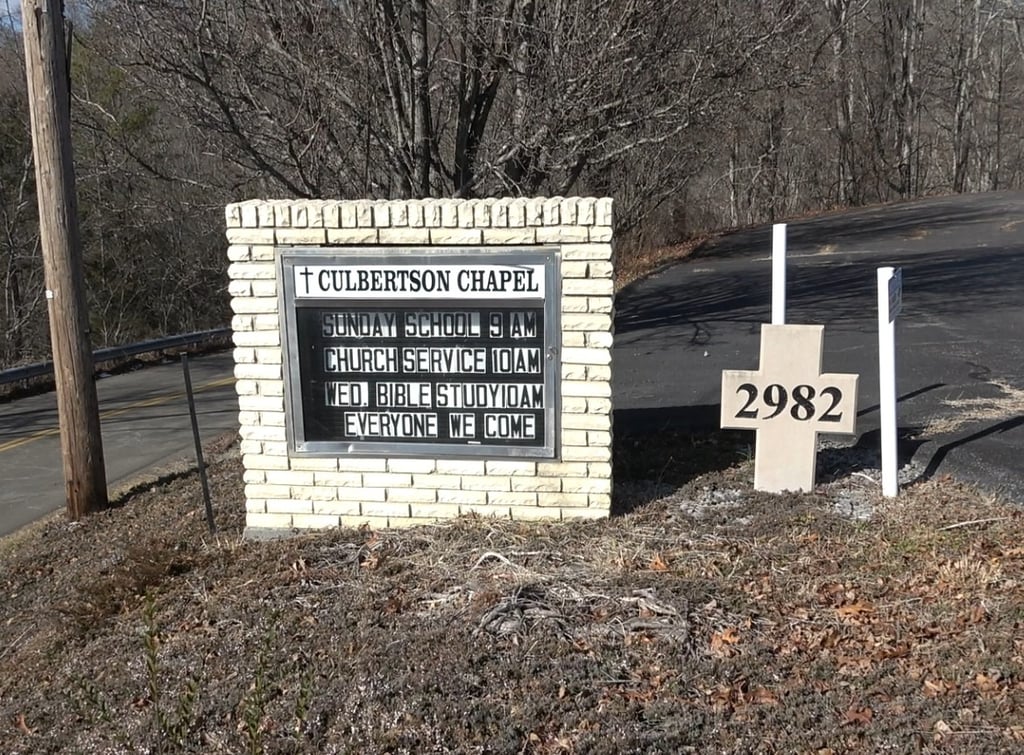 CULBERTSON CHAPEL
SUNDAY SCHOOL 9 AM
CHURCH SERVICE 10AM
WED. BIBLE STUDY10AM
EVERYONE WE COME
2982